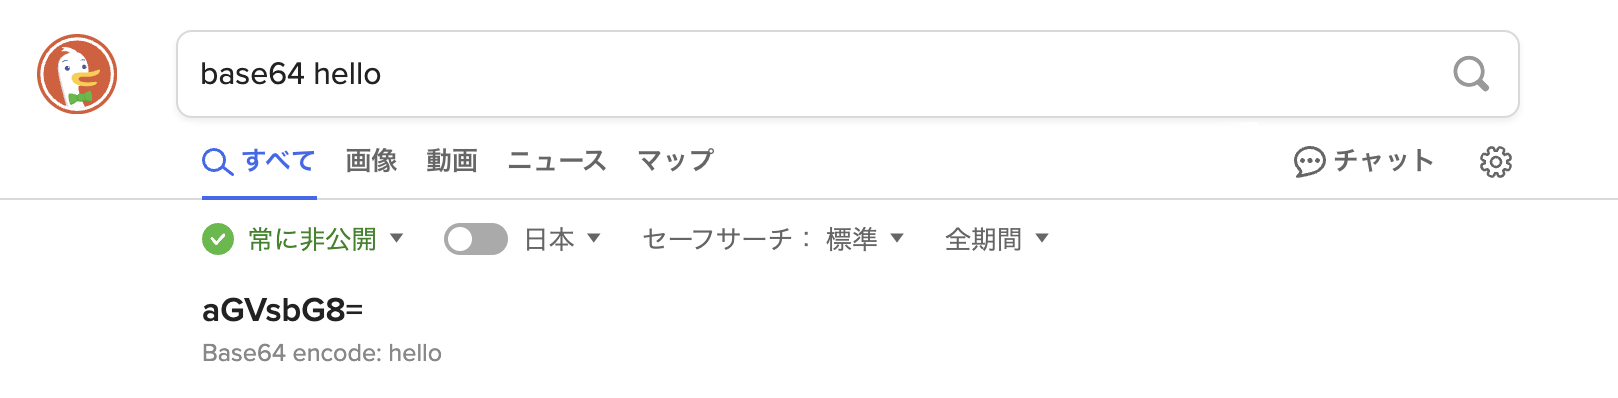 base64 hello
すべて 画像 動画 ニュース マップ チャット
常に非公開 日本 セーフサーチ： 標準 全期間
aGVsbG8=
Base64 encode: hello